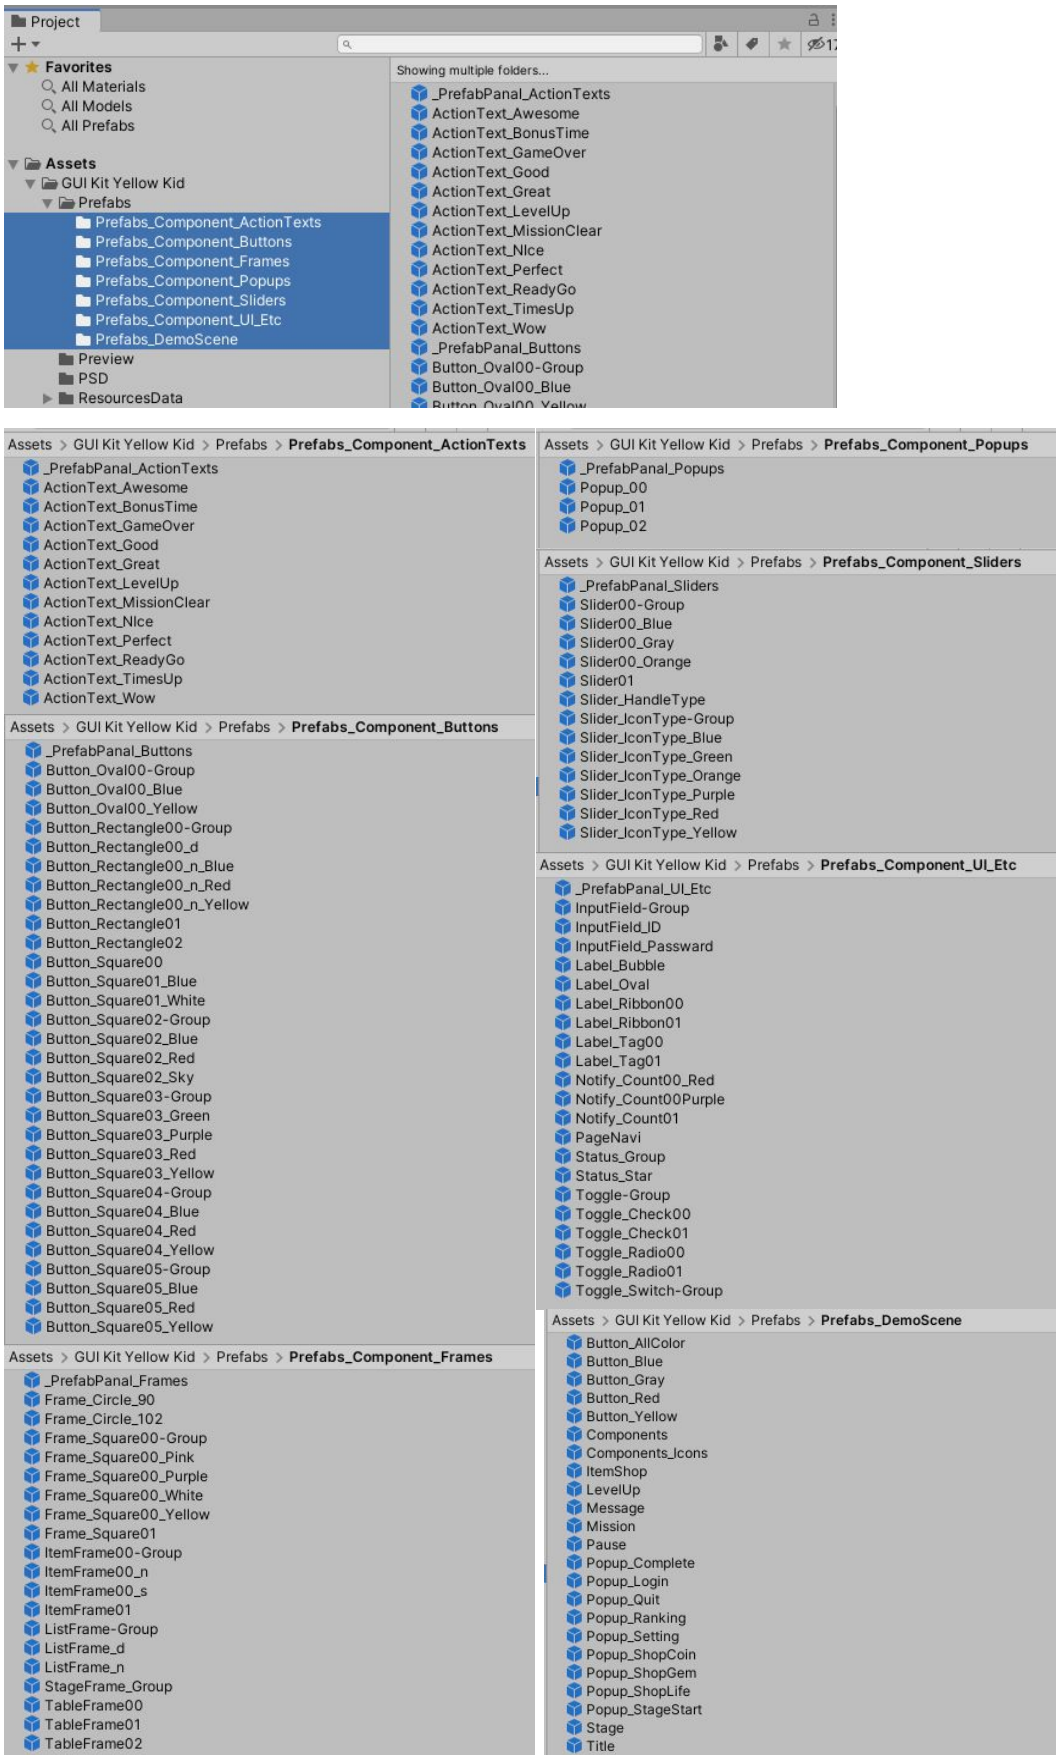 Project
17
Favorites
All Materials
All Models
All Prefabs
Assets
GUI Kit Yellow Kid
Prefabs
Prefabs_Component_ActionTexts
Prefabs_Component_Buttons
Prefabs_Component_Frames
Prefabs_Component_Popups
Prefabs_Component_Sliders
Prefabs_Component_UI_Etc
Prefabs_DemoScene
Preview
PSD
ResourcesData
Showing multiple folders...
_PrefabPanal_ActionTexts
ActionText_Awesome
ActionText_BonusTime
ActionText_GameOver
ActionText_Good
ActionText_Great
ActionText_LevelUp
ActionText_MissionClear
ActionText_NIce
ActionText_Perfect
ActionText_ReadyGo
ActionText_TimesUp
ActionText_Wow
_PrefabPanal_Buttons
Button_Oval00-Group
Button_Oval00_Blue
Button_Oval00_Yellow
Assets > GUI Kit Yellow Kid > Prefabs > Prefabs_Component_ActionTexts
_PrefabPanal_ActionTexts
ActionText_Awesome
ActionText_BonusTime
ActionText_GameOver
ActionText_Good
ActionText_Great
ActionText_LevelUp
ActionText_MissionClear
ActionText_NIce
ActionText_Perfect
ActionText_ReadyGo
ActionText_TimesUp
ActionText_Wow
Assets > GUI Kit Yellow Kid > Prefabs > Prefabs_Component_Buttons
_PrefabPanal_Buttons
Button_Oval00-Group
Button_Oval00_Blue
Button_Oval00_Yellow
Button_Rectangle00-Group
Button_Rectangle00_d
Button_Rectangle00_n_Blue
Button_Rectangle00_n_Red
Button_Rectangle00_n_Yellow
Button_Rectangle01
Button_Rectangle02
Button_Square00
Button_Square01_Blue
Button_Square01_White
Button_Square02-Group
Button_Square02_Blue
Button_Square02_Red
Button_Square02_Sky
Button_Square03-Group
Button_Square03_Green
Button_Square03_Purple
Button_Square03_Red
Button_Square03_Yellow
Button_Square04-Group
Button_Square04_Blue
Button_Square04_Red
Button_Square04_Yellow
Button_Square05-Group
Button_Square05_Blue
Button_Square05_Red
Button_Square05_Yellow
Assets > GUI Kit Yellow Kid > Prefabs > Prefabs_Component_Frames
_PrefabPanal_Frames
Frame_Circle_90
Frame_Circle_102
Frame_Square00-Group
Frame_Square00_Pink
Frame_Square00_Purple
Frame_Square00_White
Frame_Square00_Yellow
Frame_Square01
ItemFrame00-Group
ItemFrame00_n
ItemFrame00_s
ItemFrame01
ListFrame-Group
ListFrame_d
ListFrame_n
StageFrame_Group
TableFrame00
TableFrame01
TableFrame02
Assets > GUI Kit Yellow Kid > Prefabs > Prefabs_Component_Popups
_PrefabPanal_Popups
Popup_00
Popup_01
Popup_02
Assets > GUI Kit Yellow Kid > Prefabs > Prefabs_Component_Sliders
_PrefabPanal_Sliders
Slider00-Group
Slider00_Blue
Slider00_Gray
Slider00_Orange
Slider01
Slider_HandleType
Slider_IconType-Group
Slider_IconType_Blue
Slider_IconType_Green
Slider_IconType_Orange
Slider_IconType_Purple
Slider_IconType_Red
Slider_IconType_Yellow
Assets > GUI Kit Yellow Kid > Prefabs > Prefabs_Component_UI_Etc
_PrefabPanal_UI_Etc
InputField-Group
InputField_ID
InputField_Passward
Label_Bubble
Label_Oval
Label_Ribbon00
Label_Ribbon01
Label_Tag00
Label_Tag01
Notify_Count00_Red
Notify_Count00Purple
Notify_Count01
PageNavi
Status_Group
Status_Star
Toggle-Group
Toggle_Check00
Toggle_Check01
Toggle_Radio00
Toggle_Radio01
Toggle_Switch-Group
Assets > GUI Kit Yellow Kid > Prefabs > Prefabs_DemoScene
Button_AllColor
Button_Blue
Button_Gray
Button_Red
Button_Yellow
Components
Components_Icons
ItemShop
LevelUp
Message
Mission
Pause
Popup_Complete
Popup_Login
Popup_Quit
Popup_Ranking
Popup_Setting
Popup_ShopCoin
Popup_ShopGem
Popup_ShopLife
Popup_StageStart
Stage
Title